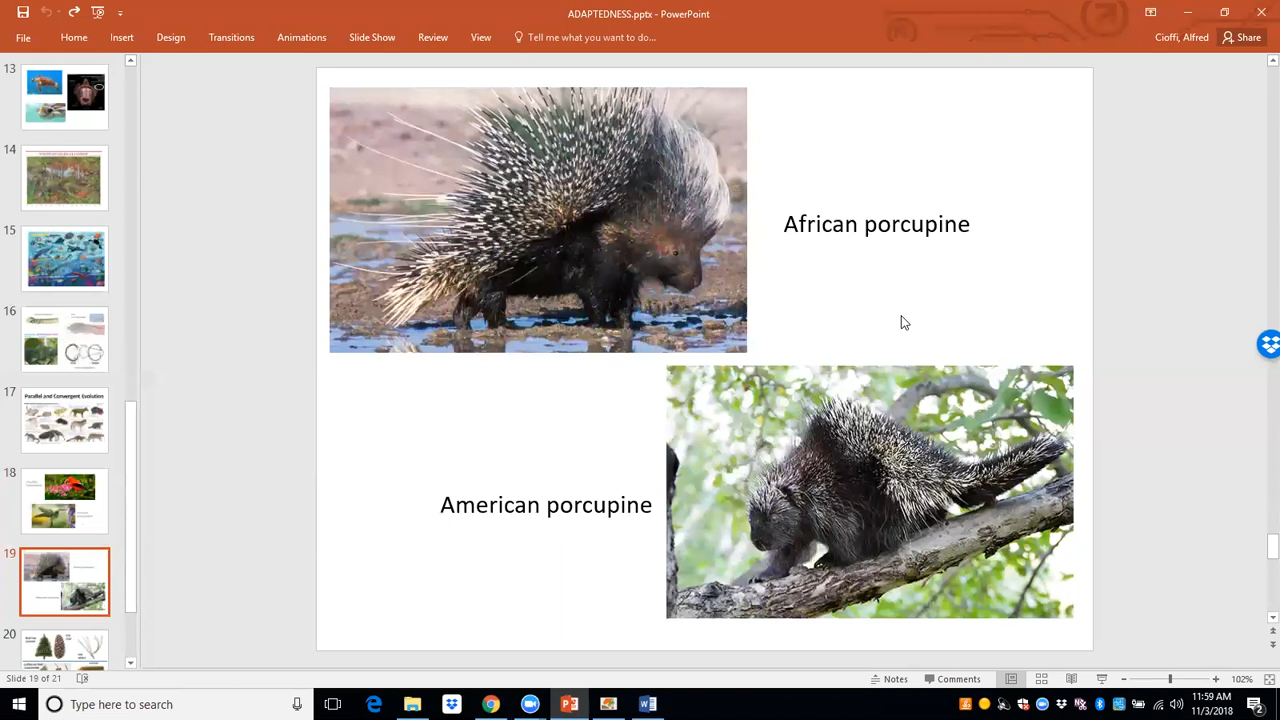 ADAPTEDNESS.pptx - PowerPoint
File Home Insert Design Transitions Animations Slide Show Review View Tell me what you want to do... Cioffi, Alfred Share
13
14
15
16
17
Parallel and Convergent Evolution
18
19
20
African porcupine
American porcupine
Slide 19 of 21
Notes
Comments
102%
Type here to search
11:59 AM
11/3/2018
2